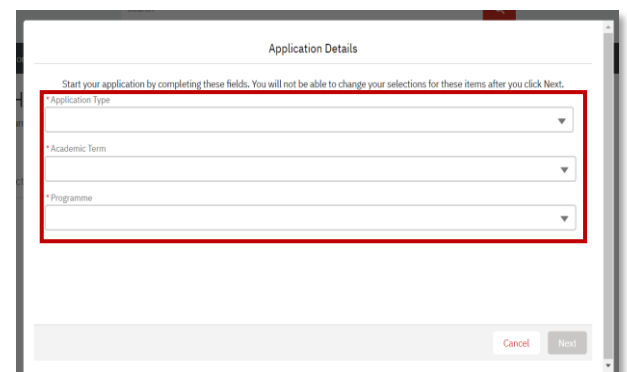 Application Details
Start your application by completing these fields. You will not be able to change your selections for these items after you click Next.
*Application Type
*Academic Term
*Programme
Cancel Next